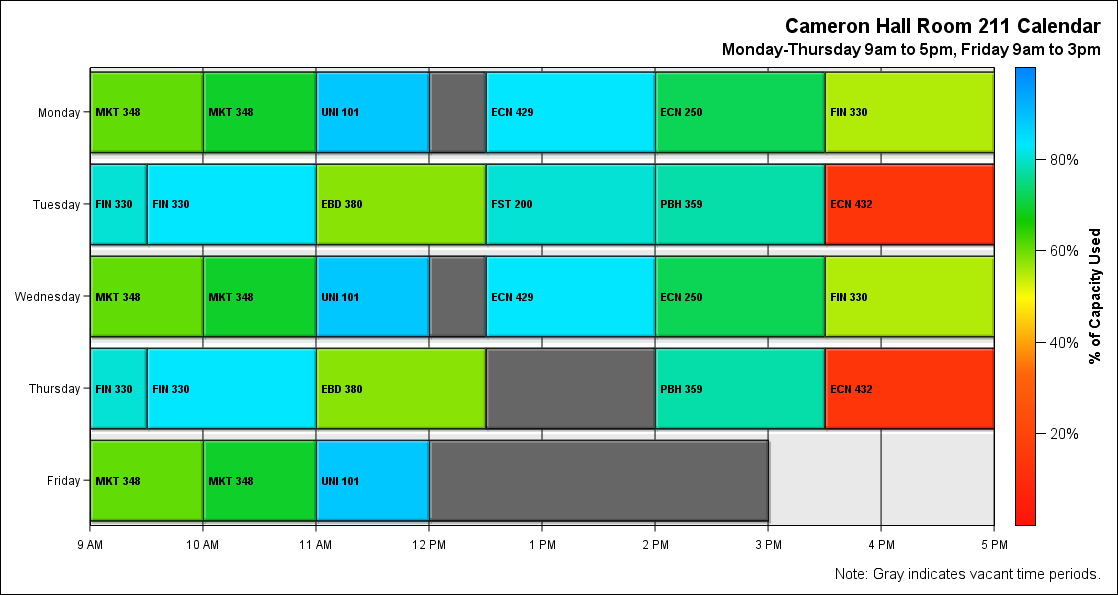 Cameron Hall Room 211 Calendar
Monday-Thursday 9am to 5pm, Friday 9am to 3pm
Monday
MKT 348
MKT 348
UNI 101
ECN 429
ECN 250
FIN 330
Tuesday
FIN 330
FIN 330
EBD 380
FST 200
PBH 359
ECN 432
Wednesday
MKT 348
MKT 348
UNI 101
ECN 429
ECN 250
FIN 330
Thursday
FIN 330
FIN 330
EBD 380
PBH 359
ECN 432
Friday
MKT 348
MKT 348
UNI 101
9 AM
10 AM
11 AM
12 PM
1 PM
2 PM
3 PM
4 PM
5 PM
80%
60%
40%
20%
% of Capacity Used
Note: Gray indicates vacant time periods.